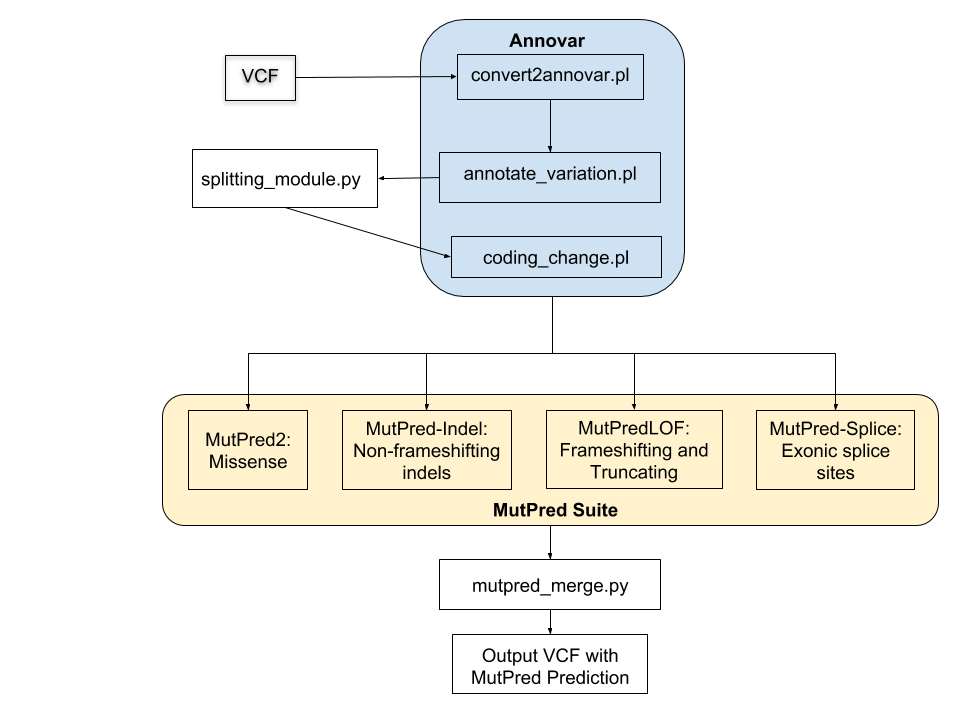 Annovar
VCF
convert2annovar.pl
splitting_module.py
annotate_variation.pl
coding_change.pl
MutPred2:
Missense
MutPred-Indel:
Non-frameshifting
indels
MutPredLOF:
Frameshifting and
Truncating
MutPred-Splice:
Exonic splice
sites
MutPred Suite
mutpred_merge.py
Output VCF with
MutPred Prediction